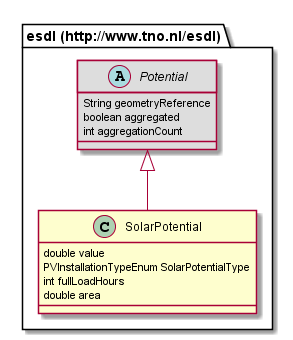 esdl (http://www.tno.nl/esdl)
A Potential
String geometryReference
boolean aggregated
int aggregationCount
C SolarPotential
double value
PVInstallationTypeEnum SolarPotentialType
int fullLoadHours
double area